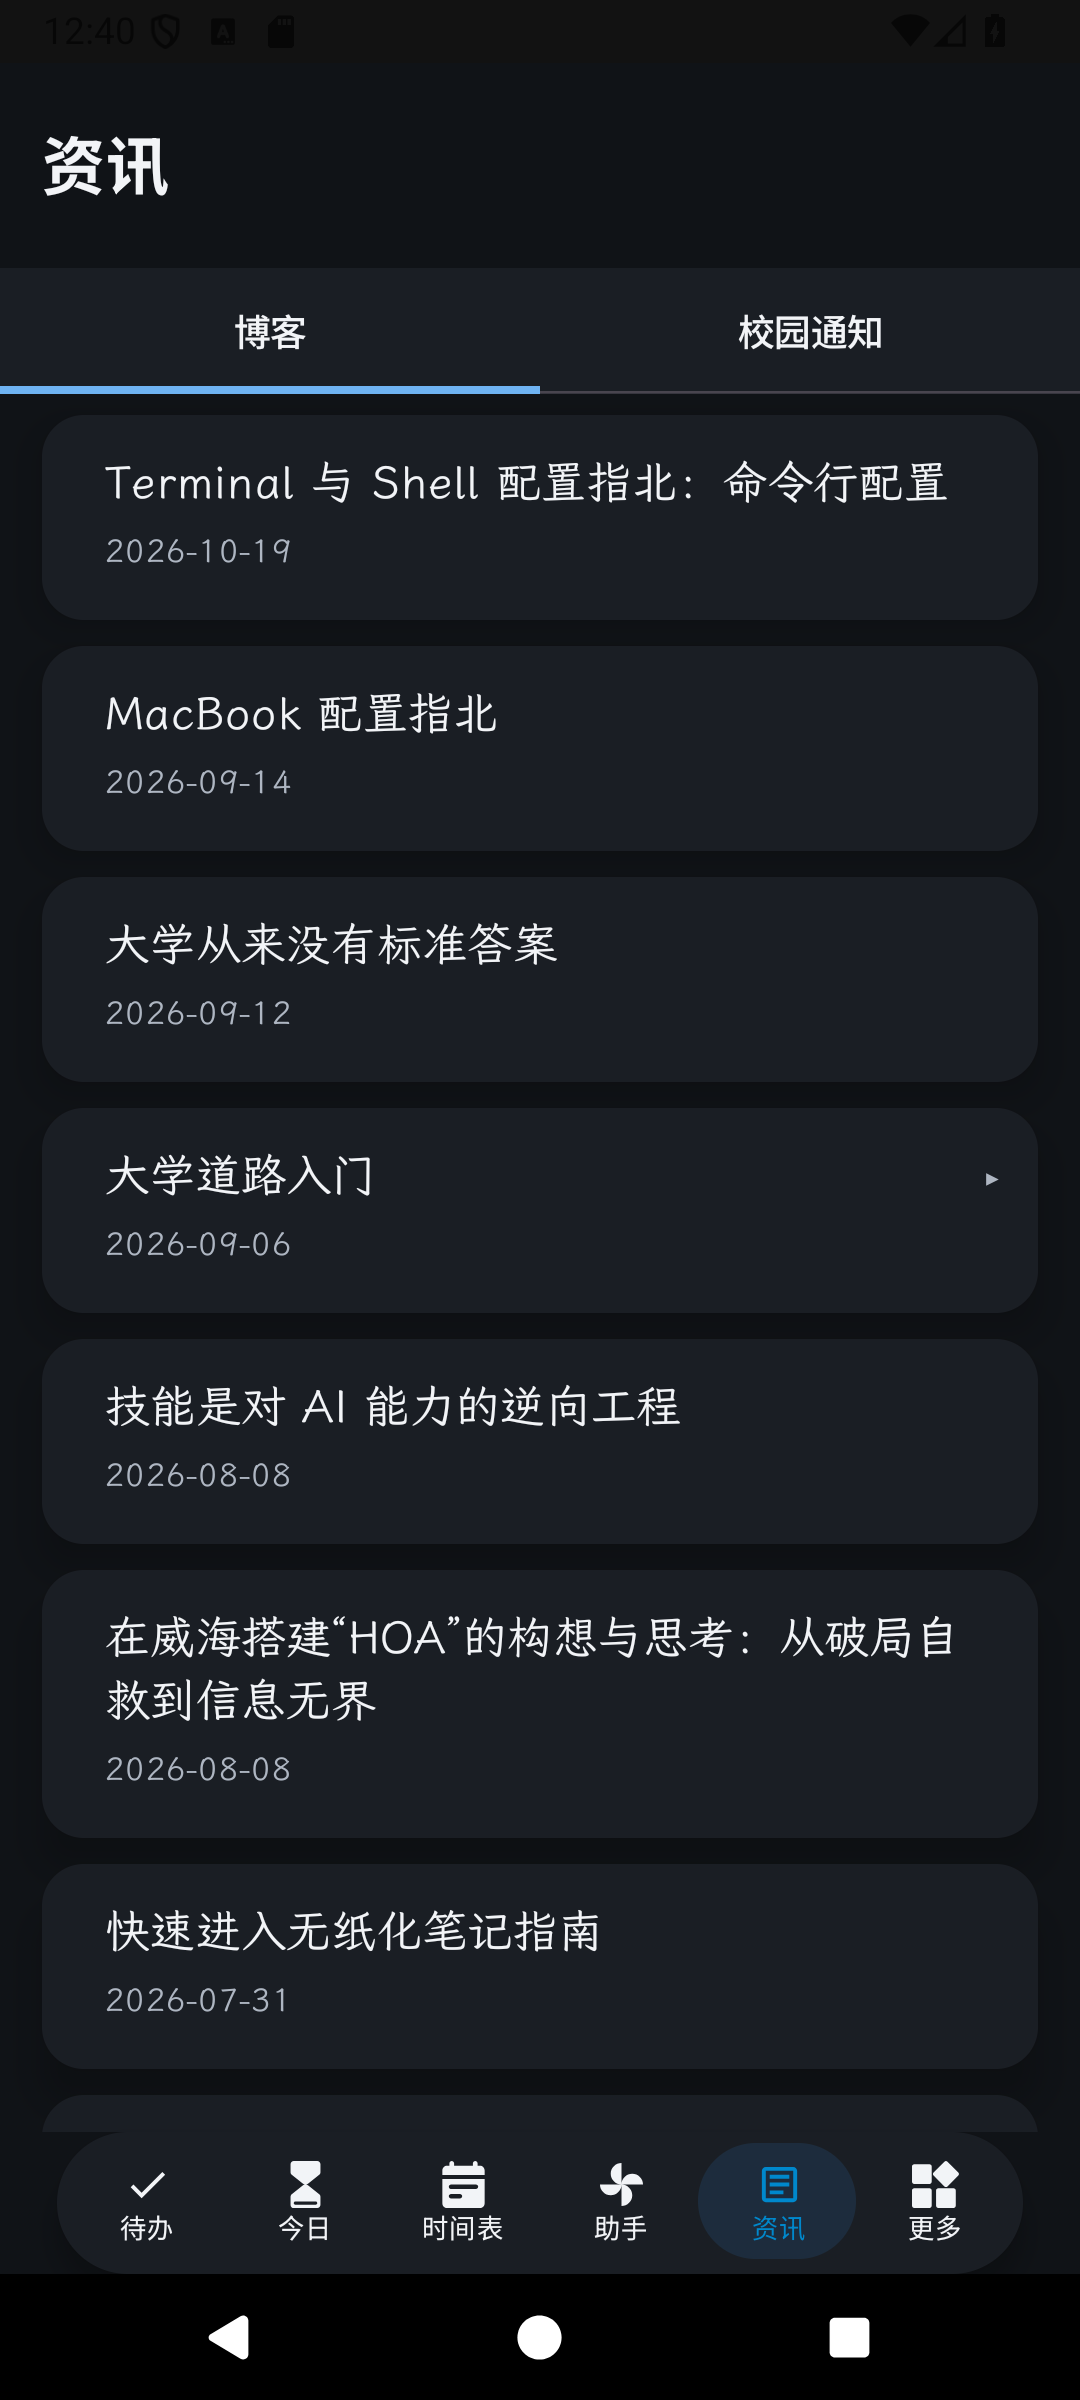 12:40
资讯
博客
校园通知
Terminal 与 Shell 配置指北：命令行配置
2026-10-19
MacBook 配置指北
2026-09-14
大学从来没有标准答案
2026-09-12
大学道路入门
2026-09-06
技能是对 AI 能力的逆向工程
2026-08-08
在威海搭建“HOA”的构想与思考：从破局自
救到信息无界
2026-08-08
快速进入无纸化笔记指南
2026-07-31
待办
今日
时间表
助手
资讯
更多